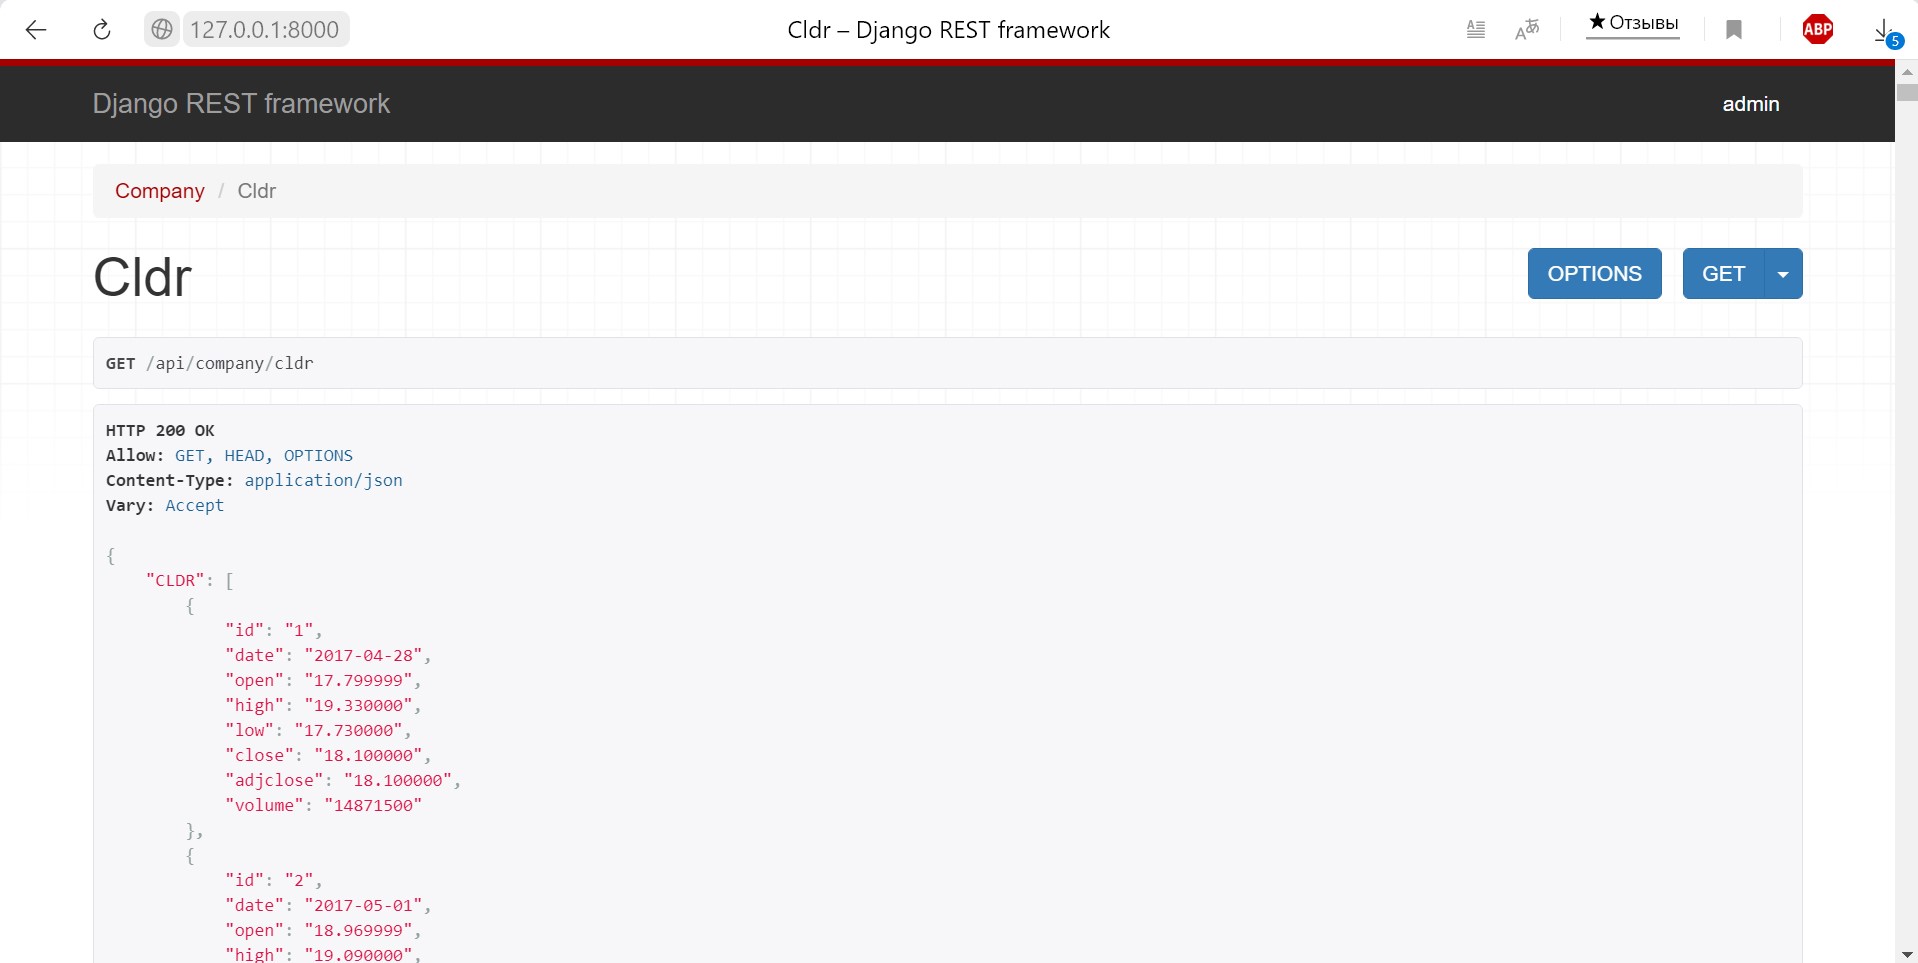 127.0.0.1:8000
Cldr – Django REST framework
Aあ
★Отзывы
ABP
5
Django REST framework
admin
Company / Cldr
Cldr
OPTIONS
GET
GET /api/company/cldr
HTTP 200 OK
Allow: GET, HEAD, OPTIONS
Content-Type: application/json
Vary: Accept
{
"CLDR": [
{
"id": "1",
"date": "2017-04-28",
"open": "17.799999",
"high": "19.330000",
"low": "17.730000",
"close": "18.100000",
"adjclose": "18.100000",
"volume": "14871500"
},
{
"id": "2",
"date": "2017-05-01",
"open": "18.969999",
"high": "19.090000",